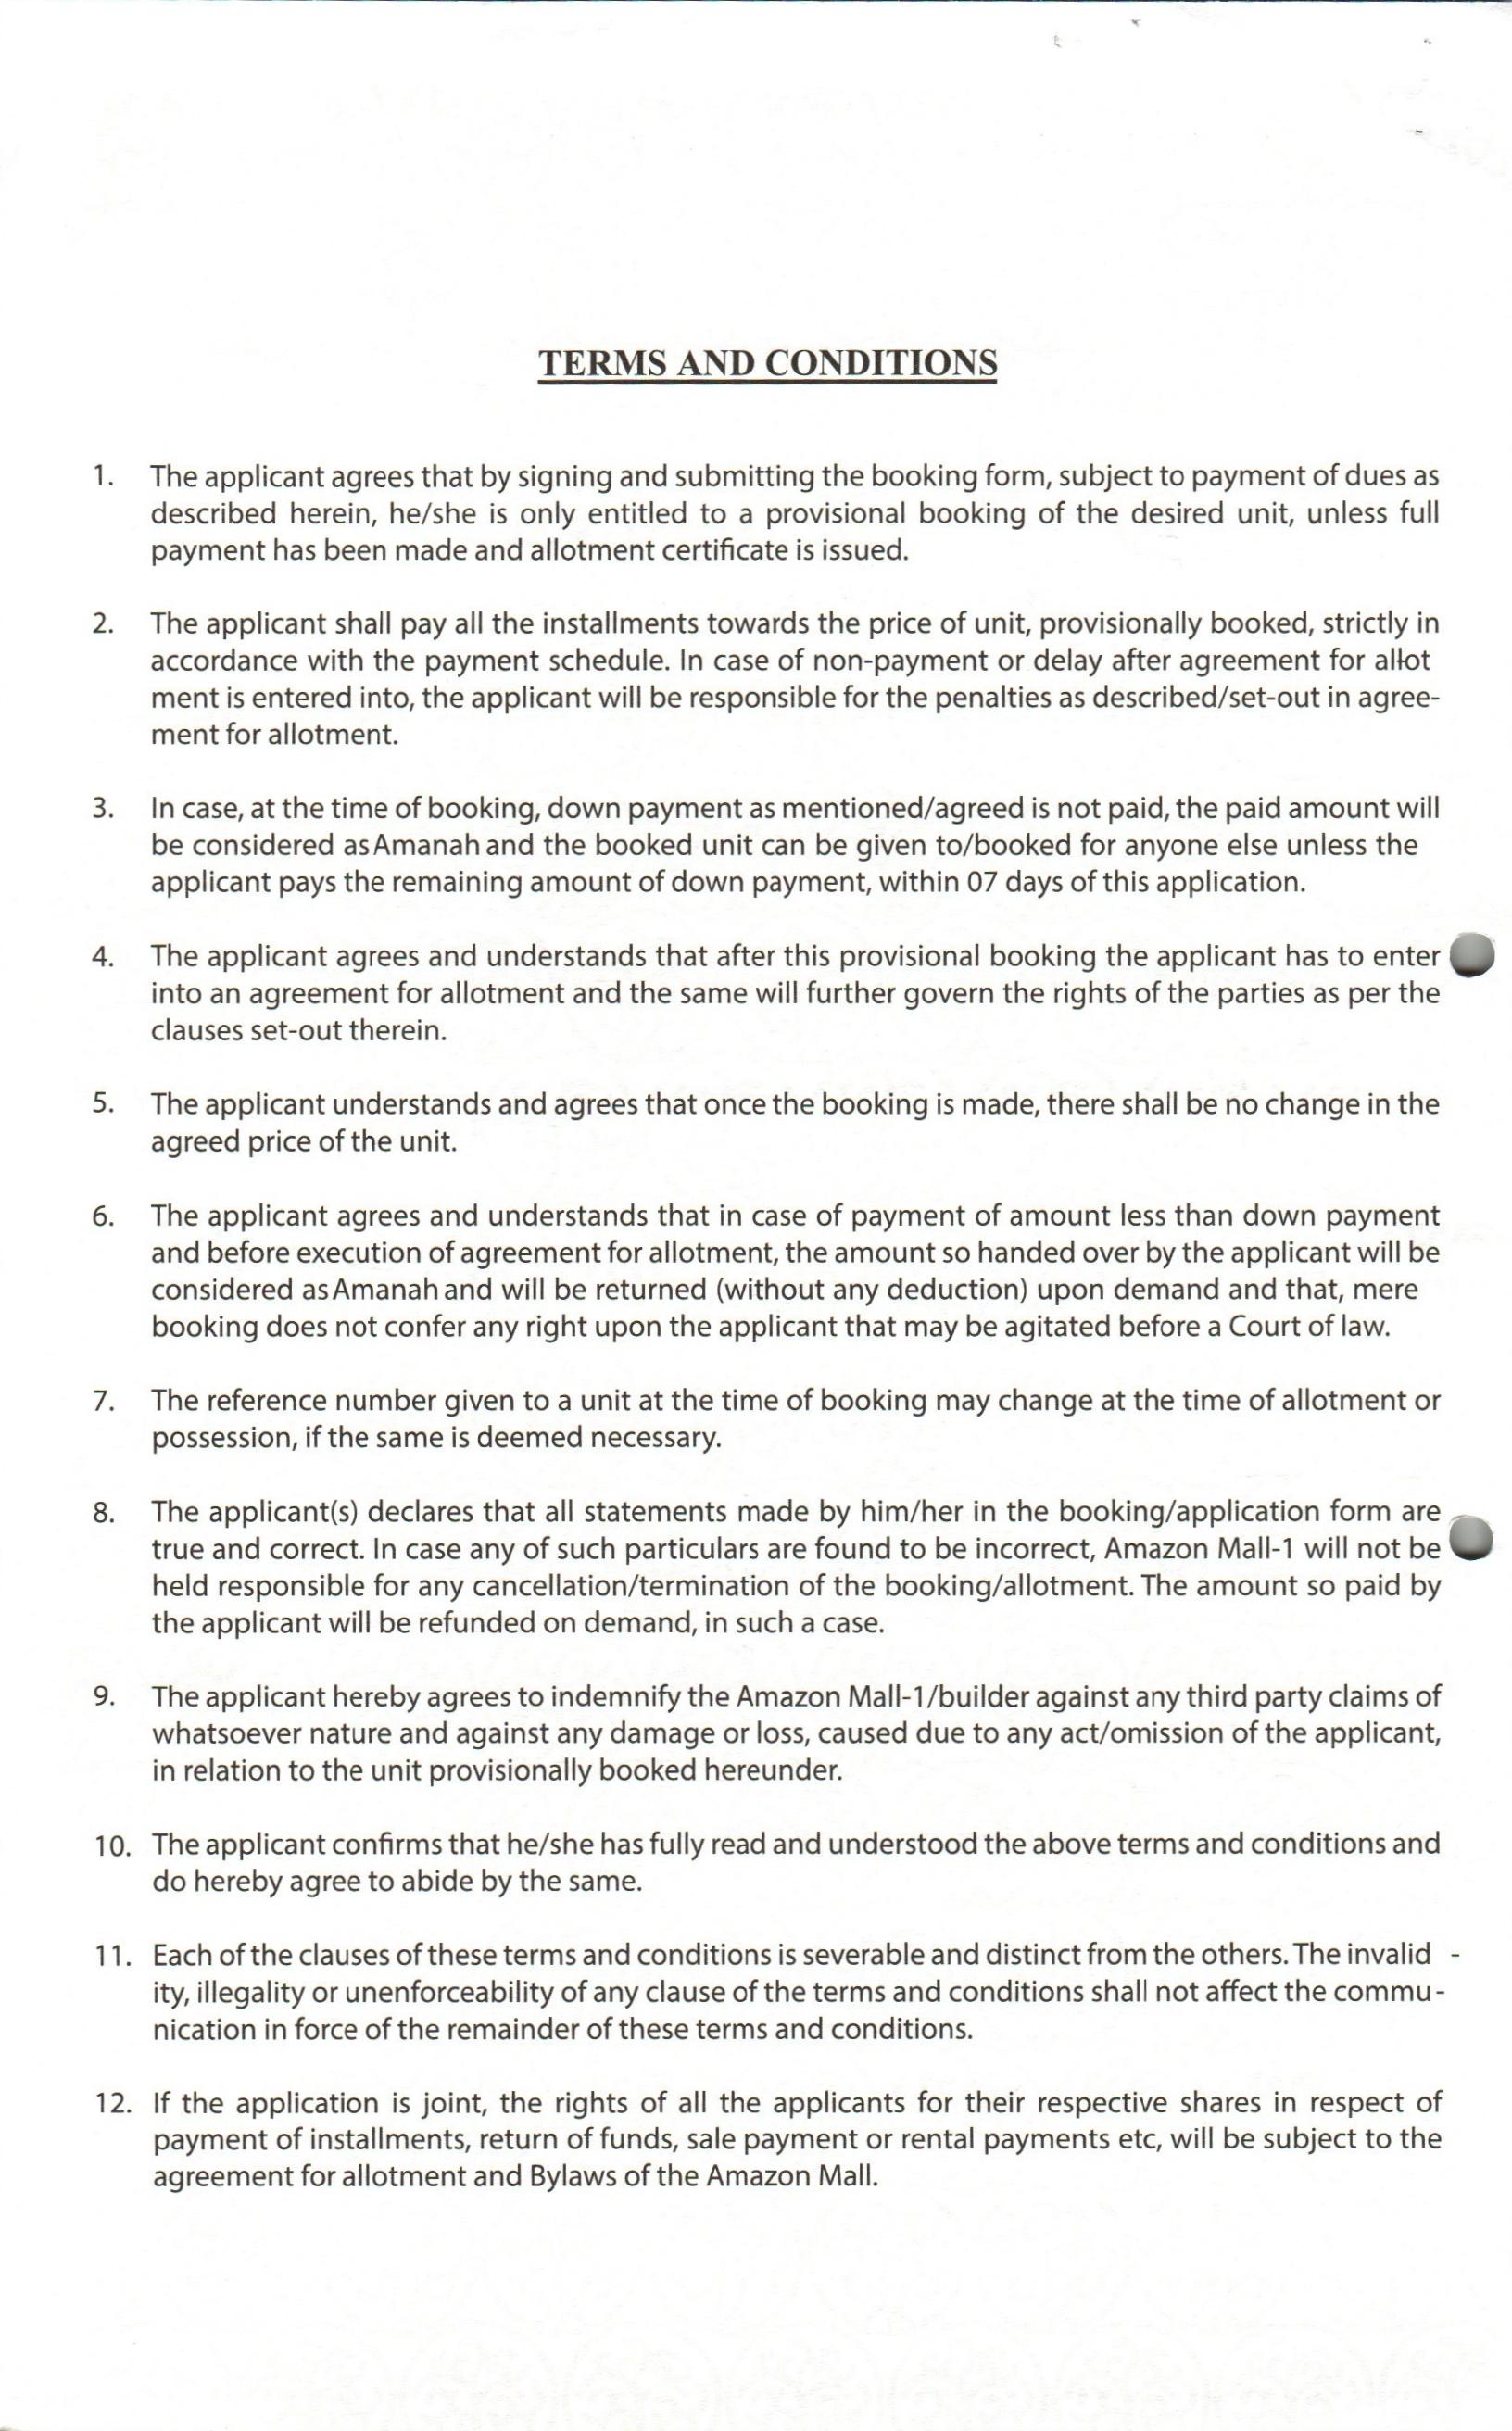 TERMS AND CONDITIONS
1. The applicant agrees that by signing and submitting the booking form, subject to payment of dues as
described herein, he/she is only entitled to a provisional booking of the desired unit, unless full
payment has been made and allotment certificate is issued.
2. The applicant shall pay all the installments towards the price of unit, provisionally booked, strictly in
accordance with the payment schedule. In case of non-payment or delay after agreement for allot
ment is entered into, the applicant will be responsible for the penalties as described/set-out in agree-
ment for allotment.
3. In case, at the time of booking, down payment as mentioned/agreed is not paid, the paid amount will
be considered as Amanah and the booked unit can be given to/booked for anyone else unless the
applicant pays the remaining amount of down payment, within 07 days of this application.
4. The applicant agrees and understands that after this provisional booking the applicant has to enter
into an agreement for allotment and the same will further govern the rights of the parties as per the
clauses set-out therein.
5. The applicant understands and agrees that once the booking is made, there shall be no change in the
agreed price of the unit.
6. The applicant agrees and understands that in case of payment of amount less than down payment
and before execution of agreement for allotment, the amount so handed over by the applicant will be
considered as Amanah and will be returned (without any deduction) upon demand and that, mere
booking does not confer any right upon the applicant that may be agitated before a Court of law.
7. The reference number given to a unit at the time of booking may change at the time of allotment or
possession, if the same is deemed necessary.
8. The applicant(s) declares that all statements made by him/her in the booking/application form are
true and correct. In case any of such particulars are found to be incorrect, Amazon Mall-1 will not be
held responsible for any cancellation/termination of the booking/allotment. The amount so paid by
the applicant will be refunded on demand, in such a case.
9. The applicant hereby agrees to indemnify the Amazon Mall-1/builder against any third party claims of
whatsoever nature and against any damage or loss, caused due to any act/omission of the applicant,
in relation to the unit provisionally booked hereunder.
10. The applicant confirms that he/she has fully read and understood the above terms and conditions and
do hereby agree to abide by the same.
11. Each of the clauses of these terms and conditions is severable and distinct from the others. The invalid -
ity, illegality or unenforceability of any clause of the terms and conditions shall not affect the commu-
nication in force of the remainder of these terms and conditions.
12. If the application is joint, the rights of all the applicants for their respective shares in respect of
payment of installments, return of funds, sale payment or rental payments etc, will be subject to the
agreement for allotment and Bylaws of the Amazon Mall.